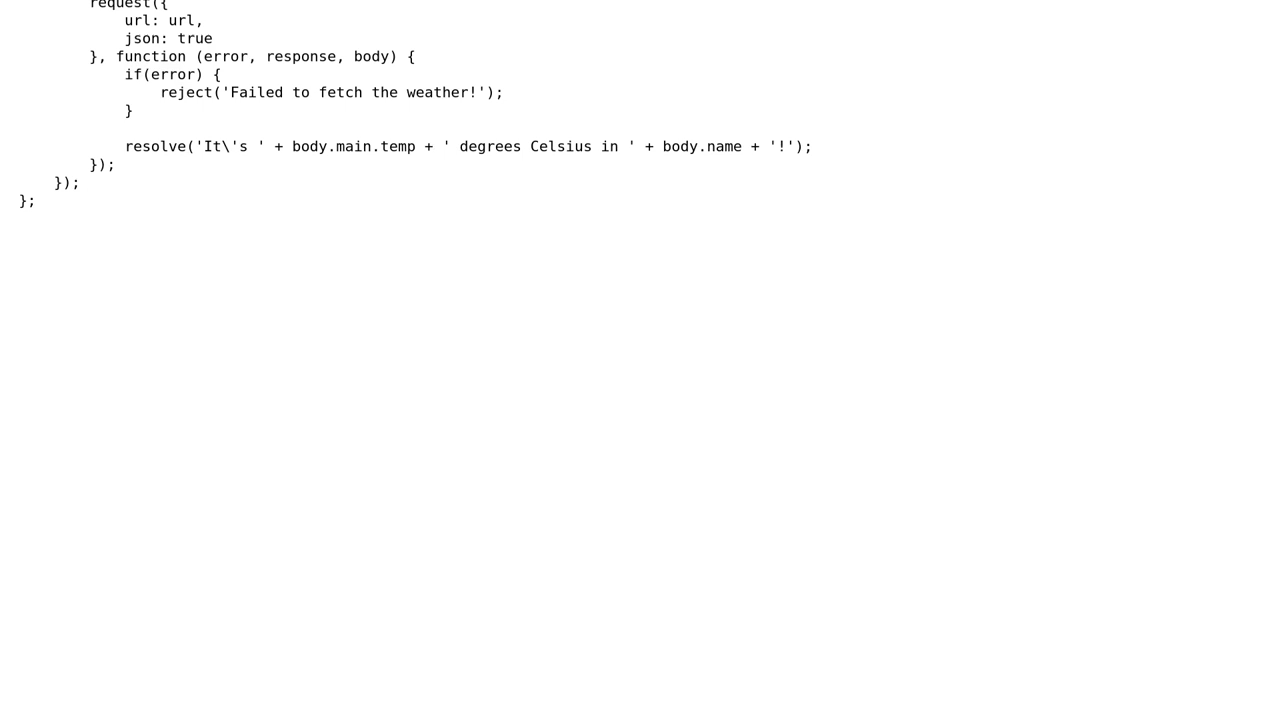 request({
url: url,
json: true
}, function (error, response, body) {
if(error) {
reject('Failed to fetch the weather!');
}
resolve('It\'s ' + body.main.temp + ' degrees Celsius in ' + body.name + '!');
});
});
};